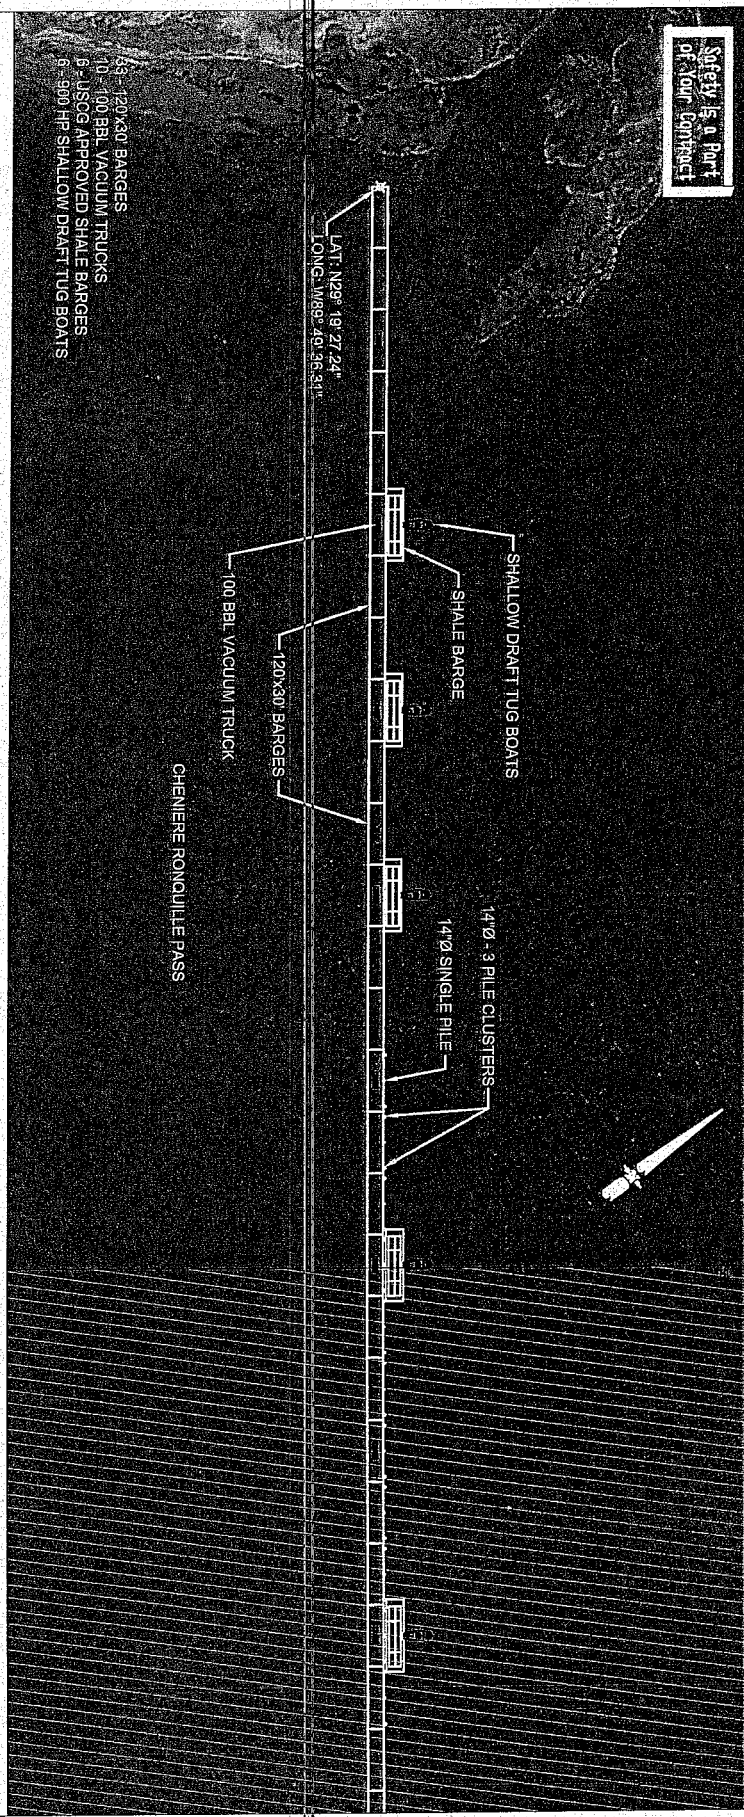 Safety is a Part
of Your Contract
LAT: N29° 19' 27.24"
LONG: W89° 49' 36.31"
SHALLOW DRAFT TUG BOATS
SHALE BARGE
100 BBL VACUUM TRUCK
120'x30' BARGES
14"Ø - 3 PILE CLUSTERS
14"Ø SINGLE PILE
CHENIERE RONQUILLE PASS
33 - 120'x30' BARGES
10 - 100 BBL VACUUM TRUCKS
6 - USCG APPROVED SHALE BARGES
6 - 900 HP SHALLOW DRAFT TUG BOATS